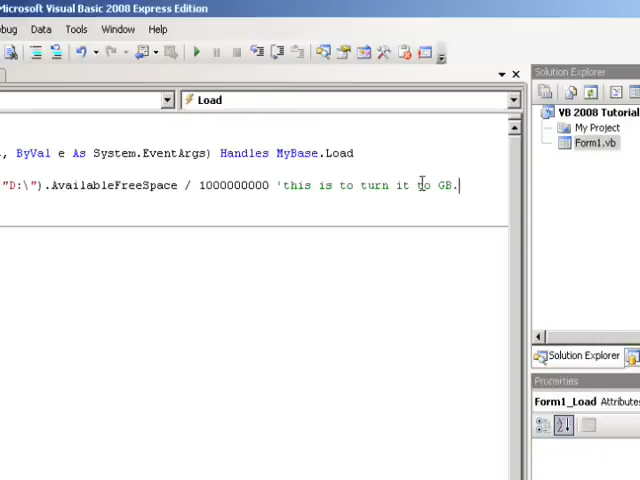 Microsoft Visual Basic 2008 Express Edition
ebug Data Tools Window Help
Load
Solution Explorer
VB 2008 Tutorial
My Project
Form1.vb
, ByVal e As System.EventArgs) Handles MyBase.Load
"D:\").AvailableFreeSpace / 1000000000 'this is to turn it to GB.
Solution Explorer
Properties
Form1_Load Attributes